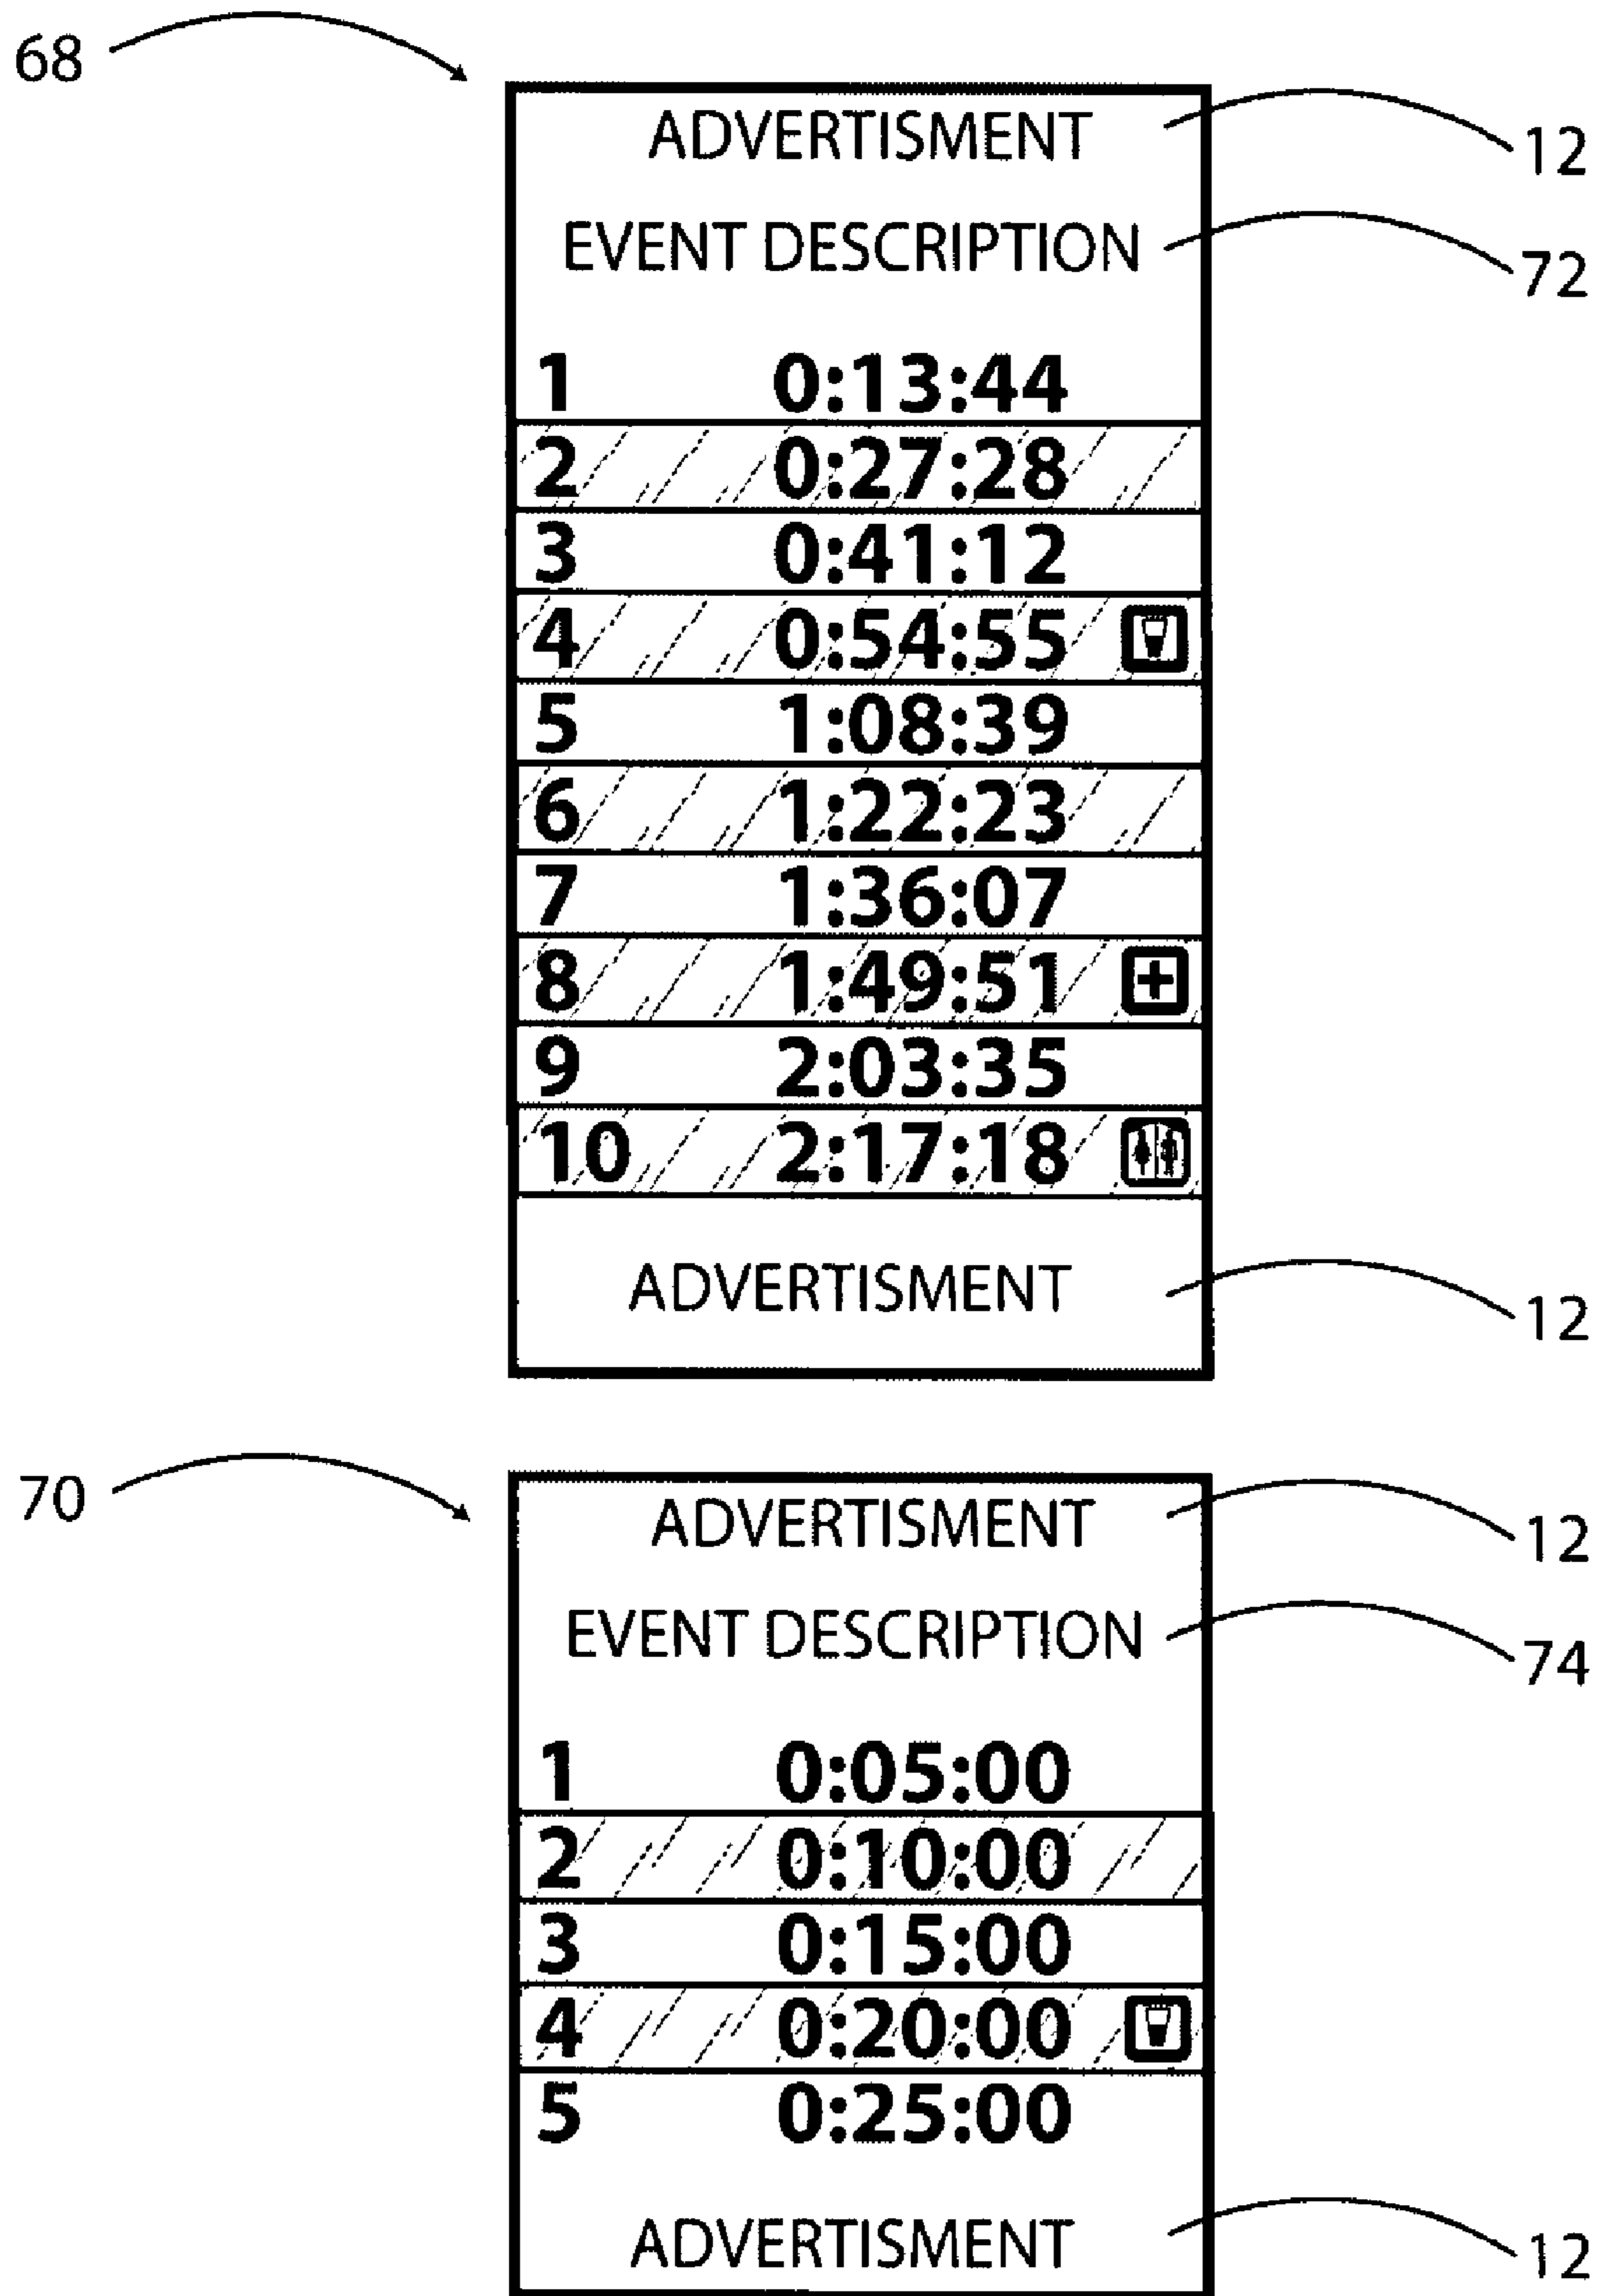 68
ADVERTISMENT 12
EVENT DESCRIPTION 72
1 0:13:44
2 0:27:28
3 0:41:12
4 0:54:55
5 1:08:39
6 1:22:23
7 1:36:07
8 1:49:51
9 2:03:35
10 2:17:18
ADVERTISMENT 12
70
ADVERTISMENT 12
EVENT DESCRIPTION 74
1 0:05:00
2 0:10:00
3 0:15:00
4 0:20:00
5 0:25:00
ADVERTISMENT 12